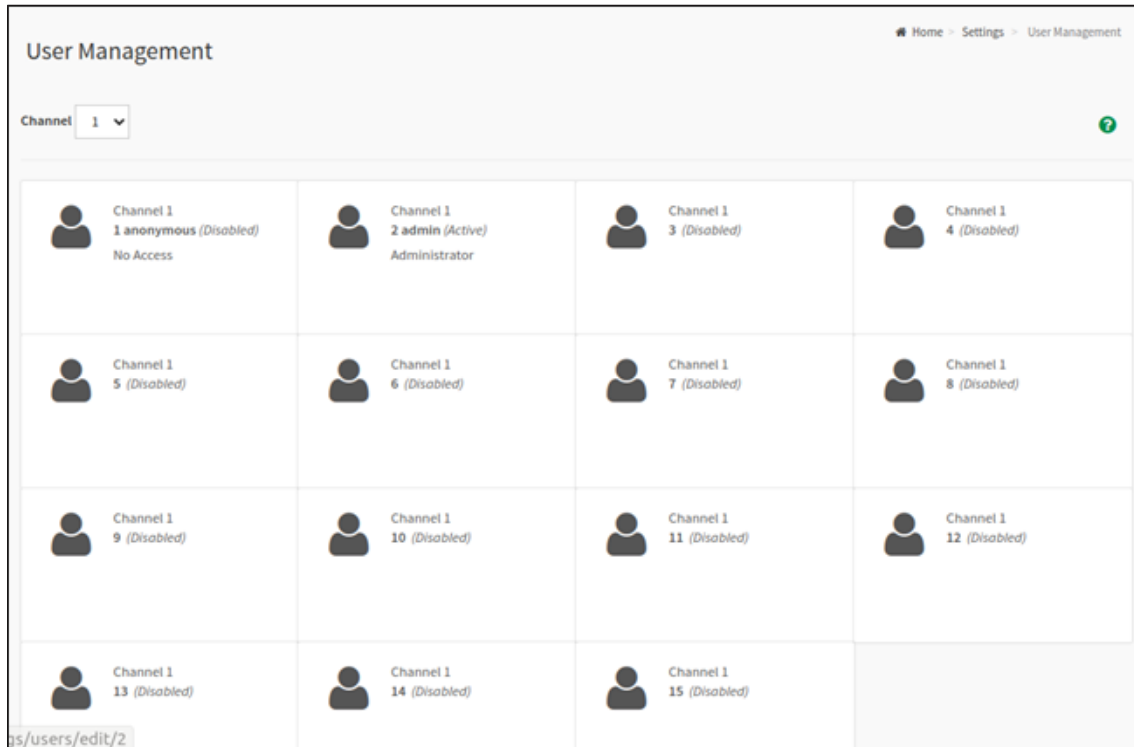 Home > Settings > User Management
User Management
Channel 1
?
Channel 1
1 anonymous (Disabled)
No Access
Channel 1
2 admin (Active)
Administrator
Channel 1
3 (Disabled)
Channel 1
4 (Disabled)
Channel 1
5 (Disabled)
Channel 1
6 (Disabled)
Channel 1
7 (Disabled)
Channel 1
8 (Disabled)
Channel 1
9 (Disabled)
Channel 1
10 (Disabled)
Channel 1
11 (Disabled)
Channel 1
12 (Disabled)
Channel 1
13 (Disabled)
Channel 1
14 (Disabled)
Channel 1
15 (Disabled)
gs/users/edit/2